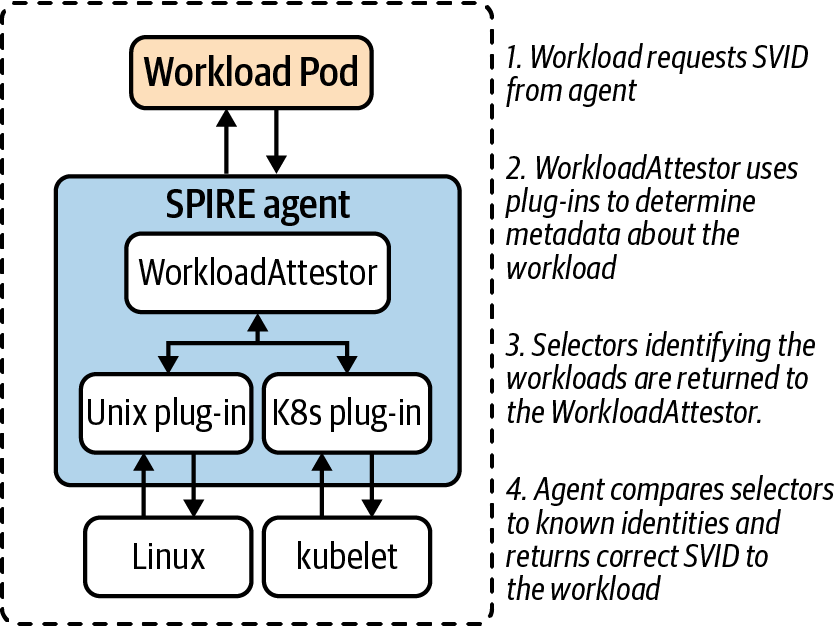 Workload Pod
SPIRE agent
WorkloadAttestor
Unix plug-in
K8s plug-in
Linux
kubelet
1. Workload requests SVID
from agent
2. WorkloadAttestor uses
plug-ins to determine
metadata about the
workload
3. Selectors identifying the
workloads are returned to
the WorkloadAttestor.
4. Agent compares selectors
to known identities and
returns correct SVID to
the workload